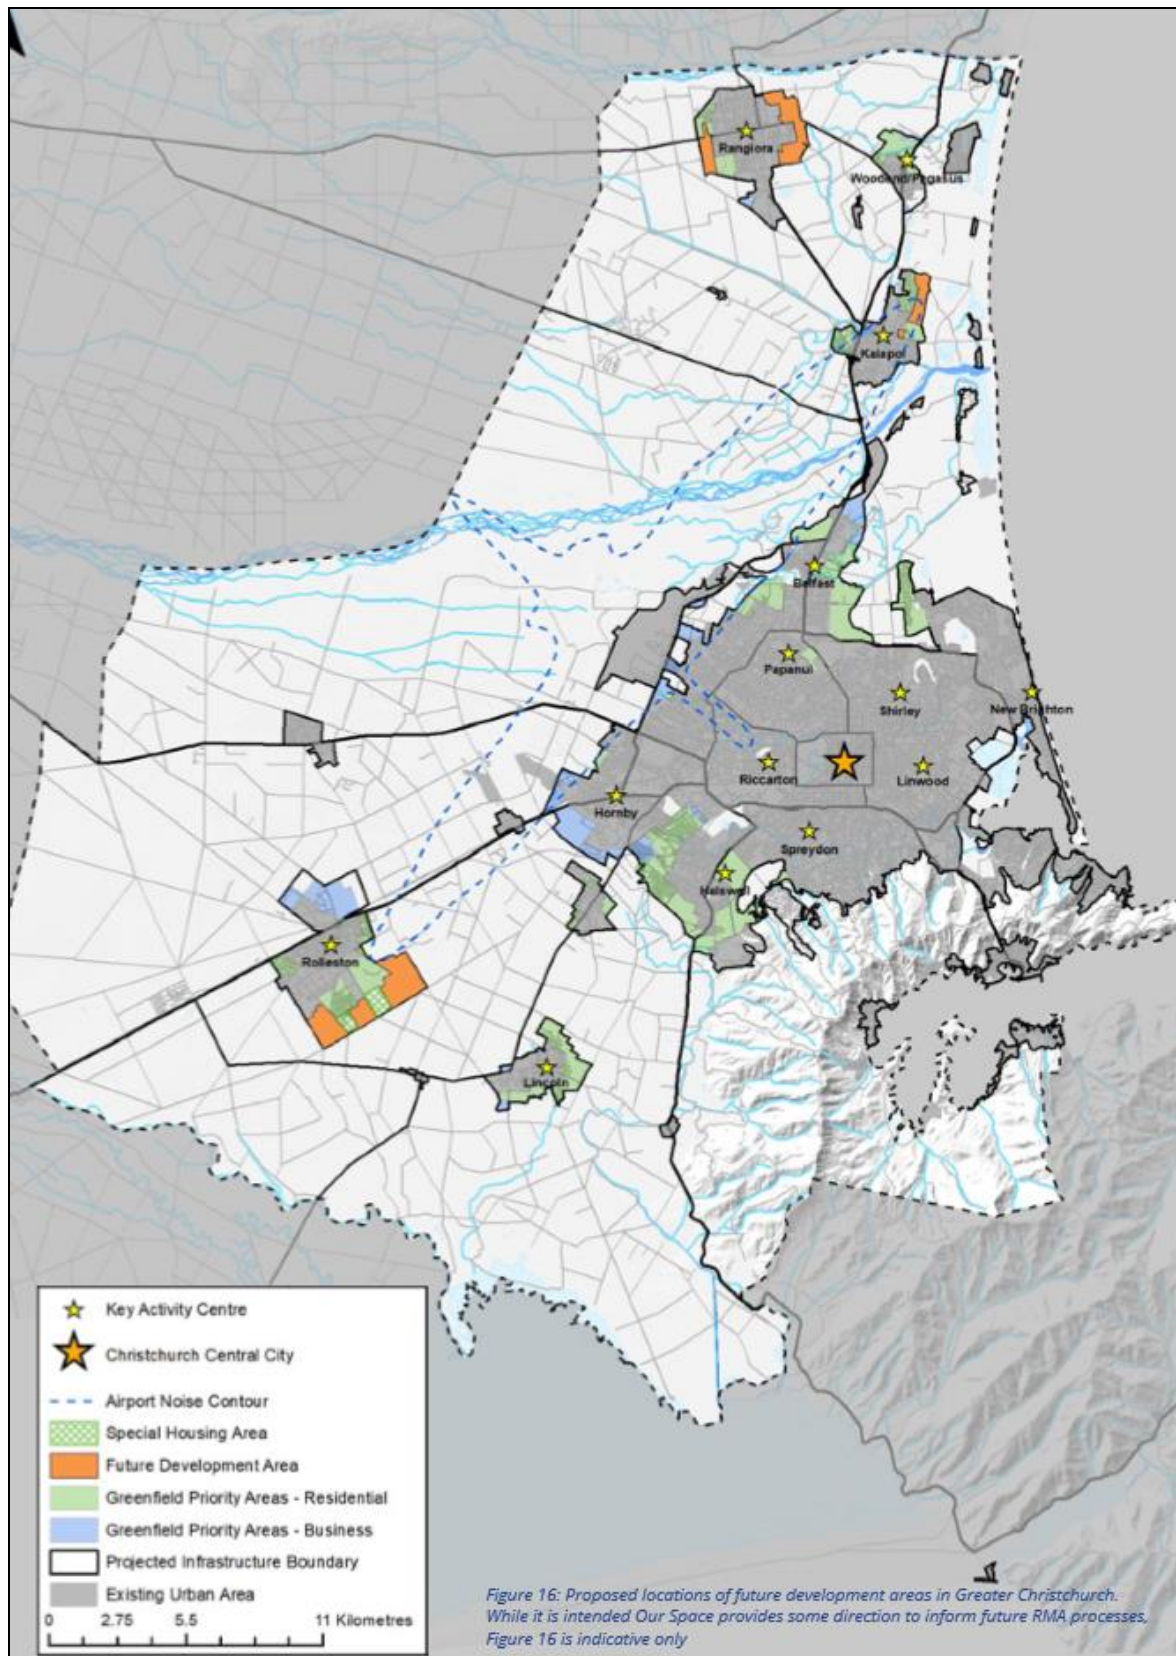 Rangiora
Woodend/Pegasus
Kaiapoi
Belfast
Papanui
Shirley
New Brighton
Riccarton
Linwood
Hornby
Spreydon
Halswell
Rolleston
Lincoln
Key Activity Centre
Christchurch Central City
Airport Noise Contour
Special Housing Area
Future Development Area
Greenfield Priority Areas - Residential
Greenfield Priority Areas - Business
Projected Infrastructure Boundary
Existing Urban Area
0 2.75 5.5 11 Kilometres
Figure 16: Proposed locations of future development areas in Greater Christchurch.
While it is intended Our Space provides some direction to inform future RMA processes,
Figure 16 is indicative only